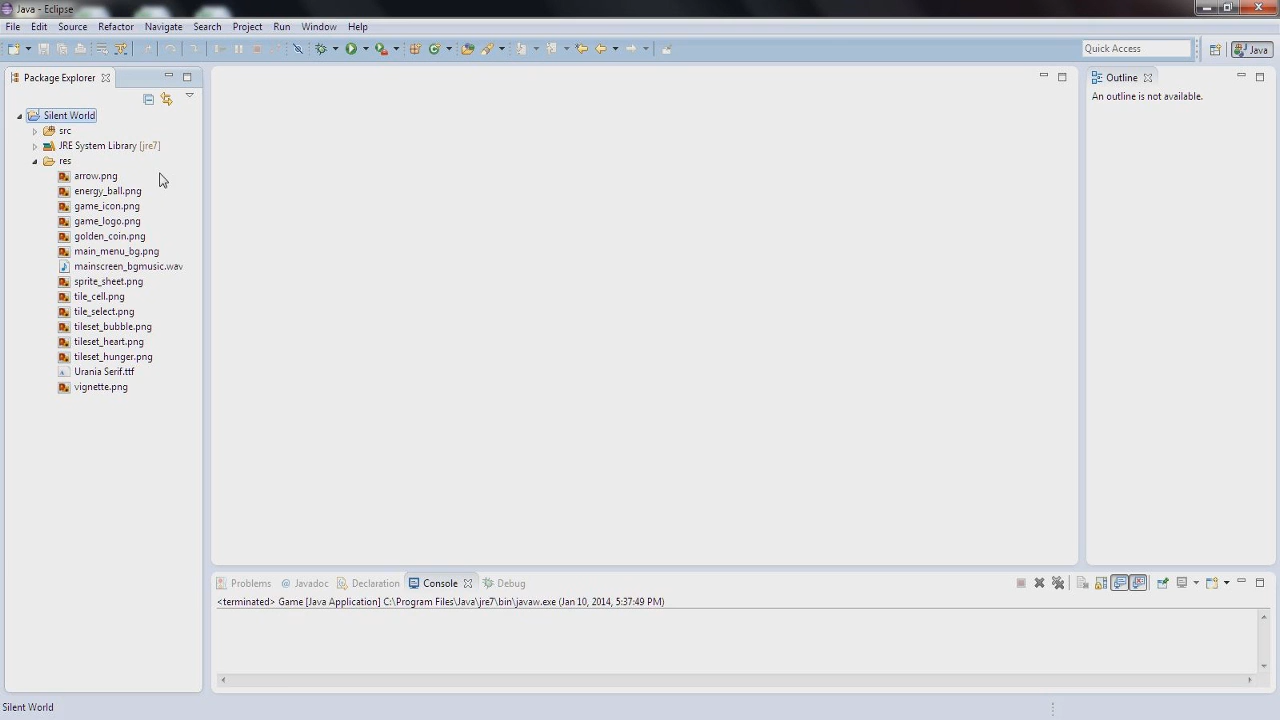 Java - Eclipse
File Edit Source Refactor Navigate Search Project Run Window Help
Quick Access
Java
Package Explorer
Silent World
src
JRE System Library [jre7]
res
arrow.png
energy_ball.png
game_icon.png
game_logo.png
golden_coin.png
main_menu_bg.png
mainscreen_bgmusic.wav
sprite_sheet.png
tile_cell.png
tile_select.png
tileset_bubble.png
tileset_heart.png
tileset_hunger.png
Urania Serif.ttf
vignette.png
Outline
An outline is not available.
Problems Javadoc Declaration Console Debug
<terminated> Game [Java Application] C:\Program Files\Java\jre7\bin\javaw.exe (Jan 10, 2014, 5:37:49 PM)
Silent World